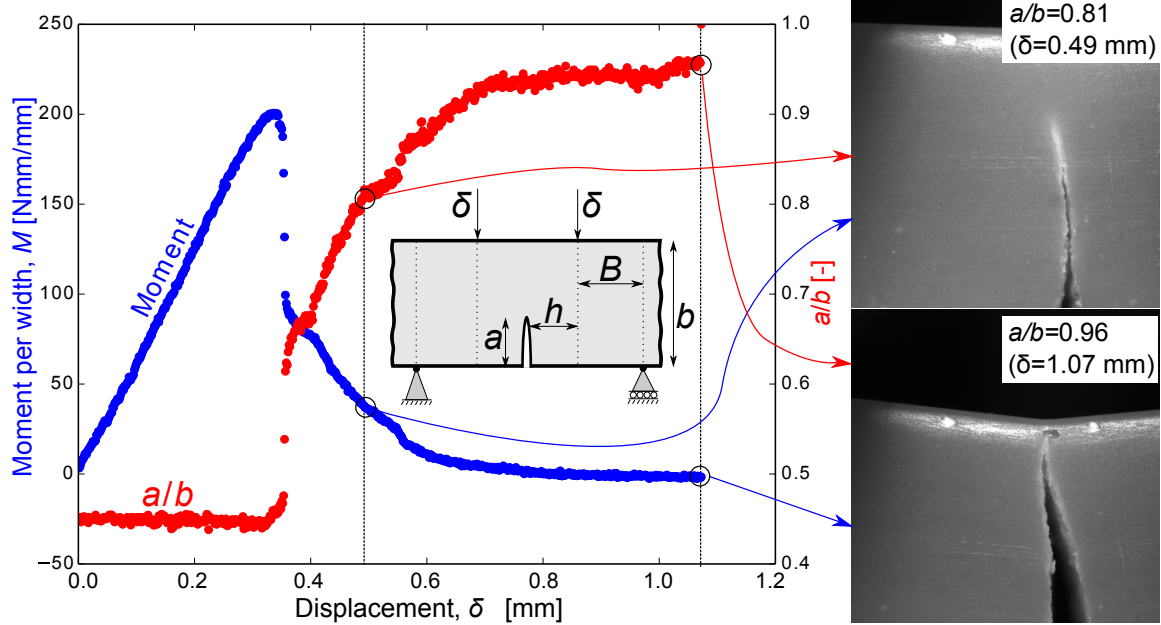 250
200
150
100
50
0
−50
Moment per width, M [Nmm/mm]
0.0
0.2
0.4
0.6
0.8
1.0
1.2
Displacement, δ [mm]
1.0
0.9
0.8
0.7
0.6
0.5
0.4
a/b [-]
Moment
a/b
δ
δ
B
h
a
b
a/b=0.81
(δ=0.49 mm)
a/b=0.96
(δ=1.07 mm)